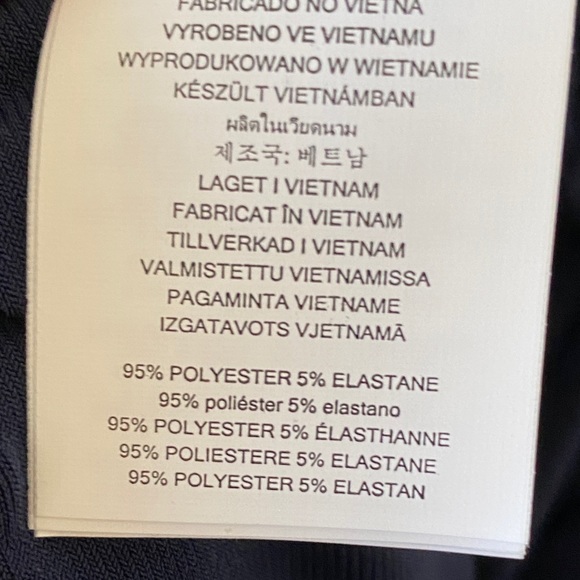 FABRICADO NO VIETNÃ
VYROBENO VE VIETNAMU
WYPRODUKOWANO W WIETNAMIE
KÉSZÜLT VIETNÁMBAN
ผลิตในเวียดนาม
제조국: 베트남
LAGET I VIETNAM
FABRICAT ÎN VIETNAM
TILLVERKAD I VIETNAM
VALMISTETTU VIETNAMISSA
PAGAMINTA VIETNAME
IZGATAVOTS VJETNAMĀ
95% POLYESTER 5% ELASTANE
95% poliéster 5% elastano
95% POLYESTER 5% ÉLASTHANNE
95% POLIESTERE 5% ELASTANE
95% POLYESTER 5% ELASTAN